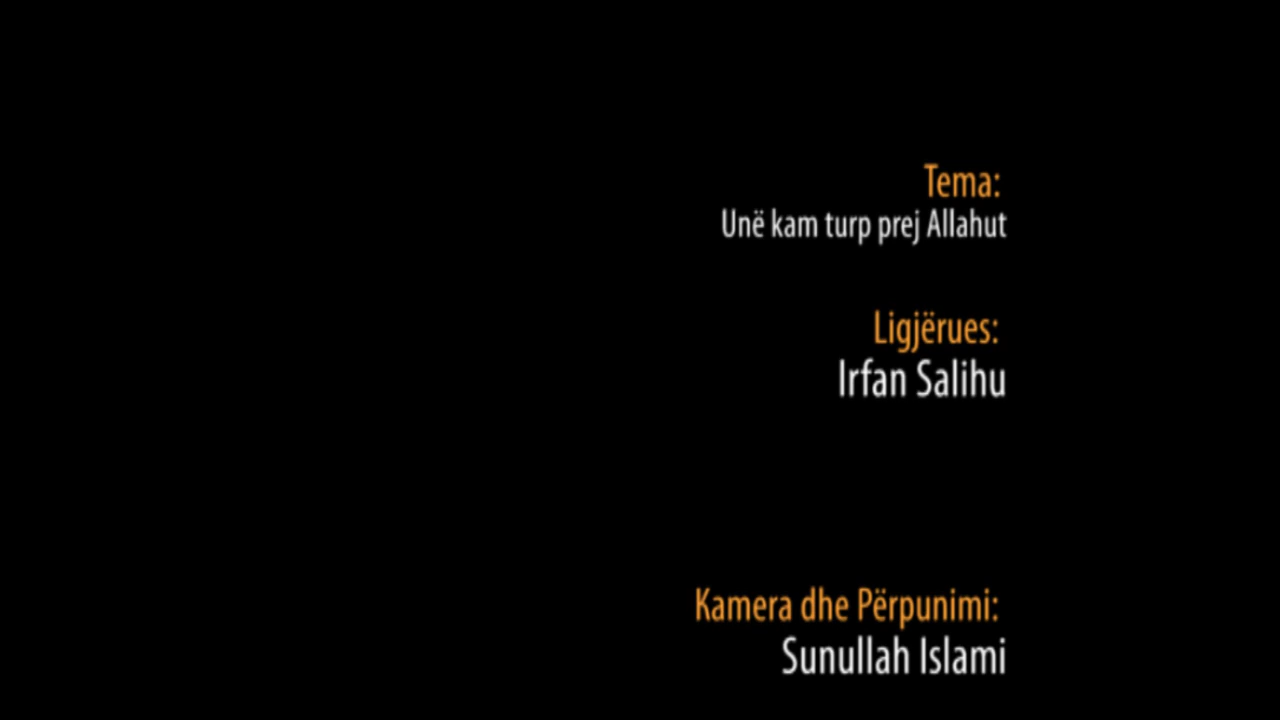 Tema:
Unë kam turp prej Allahut
Ligjërues:
Irfan Salihu
Kamera dhe Përpunimi:
Sunullah Islami